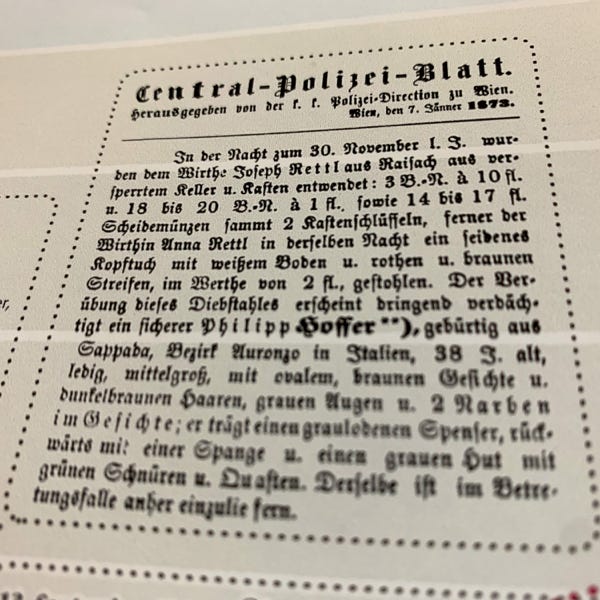 Central-Polizei-Blatt.
Herausgegeben von der k. k. Polizei-Direction zu Wien.
Wien, den 7. Jänner 1873.
In der Nacht zum 30. November l. J. wur-
den dem Wirthe Joseph Rettl aus Raisach aus ver-
sperrtem Keller u. Kasten entwendet: 3 B.-N. à 10 fl.
u. 18 bis 20 B.-N. à 1 fl., sowie 14 bis 17 fl.
Scheidemünzen sammt 2 Kastenschlüsseln, ferner der
Wirthin Anna Rettl in derselben Nacht ein seidenes
Kopftuch mit weißem Boden u. rothen u. braunen
Streifen, im Werthe von 2 fl., gestohlen. Der Ver-
übung dieses Diebstahles erscheint dringend verdäch-
tigt ein sicherer Philipp Hoffer **), gebürtig aus
Sappada, Bezirk Auronzo in Italien, 38 J. alt,
ledig, mittelgroß, mit ovalem, braunen Gesichte u.
dunkelbraunen Haaren, grauen Augen u. 2 Narben
im Gesichte; er trägt einen graulodenen Spenser, rück-
wärts mit einer Spange u. einen grauen Hut mit
grünen Schnüren u. Quasten. Derselbe ist im Betre-
tungsfalle anher einzulie fern.